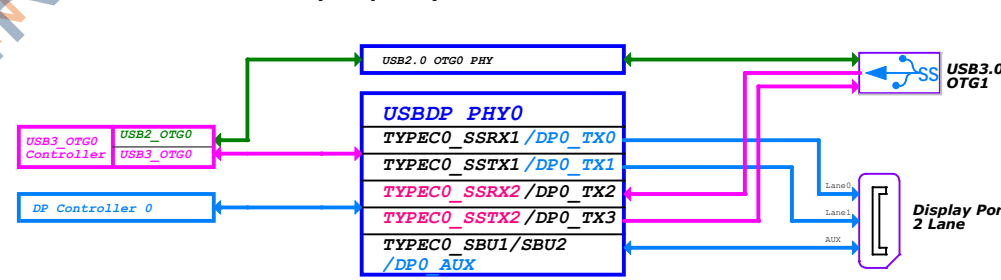 USB2.0 OTG0 PHY
SS
USB3.0
OTG1
USBDP PHY0
USB3_OTG0
Controller
USB2_OTG0
USB3_OTG0
TYPEC0_SSRX1/DP0_TX0
TYPEC0_SSTX1/DP0_TX1
TYPEC0_SSRX2/DP0_TX2
TYPEC0_SSTX2/DP0_TX3
TYPEC0_SBU1/SBU2
/DP0_AUX
DP Controller 0
Lane0
Lane1
AUX
Display Por
2 Lane